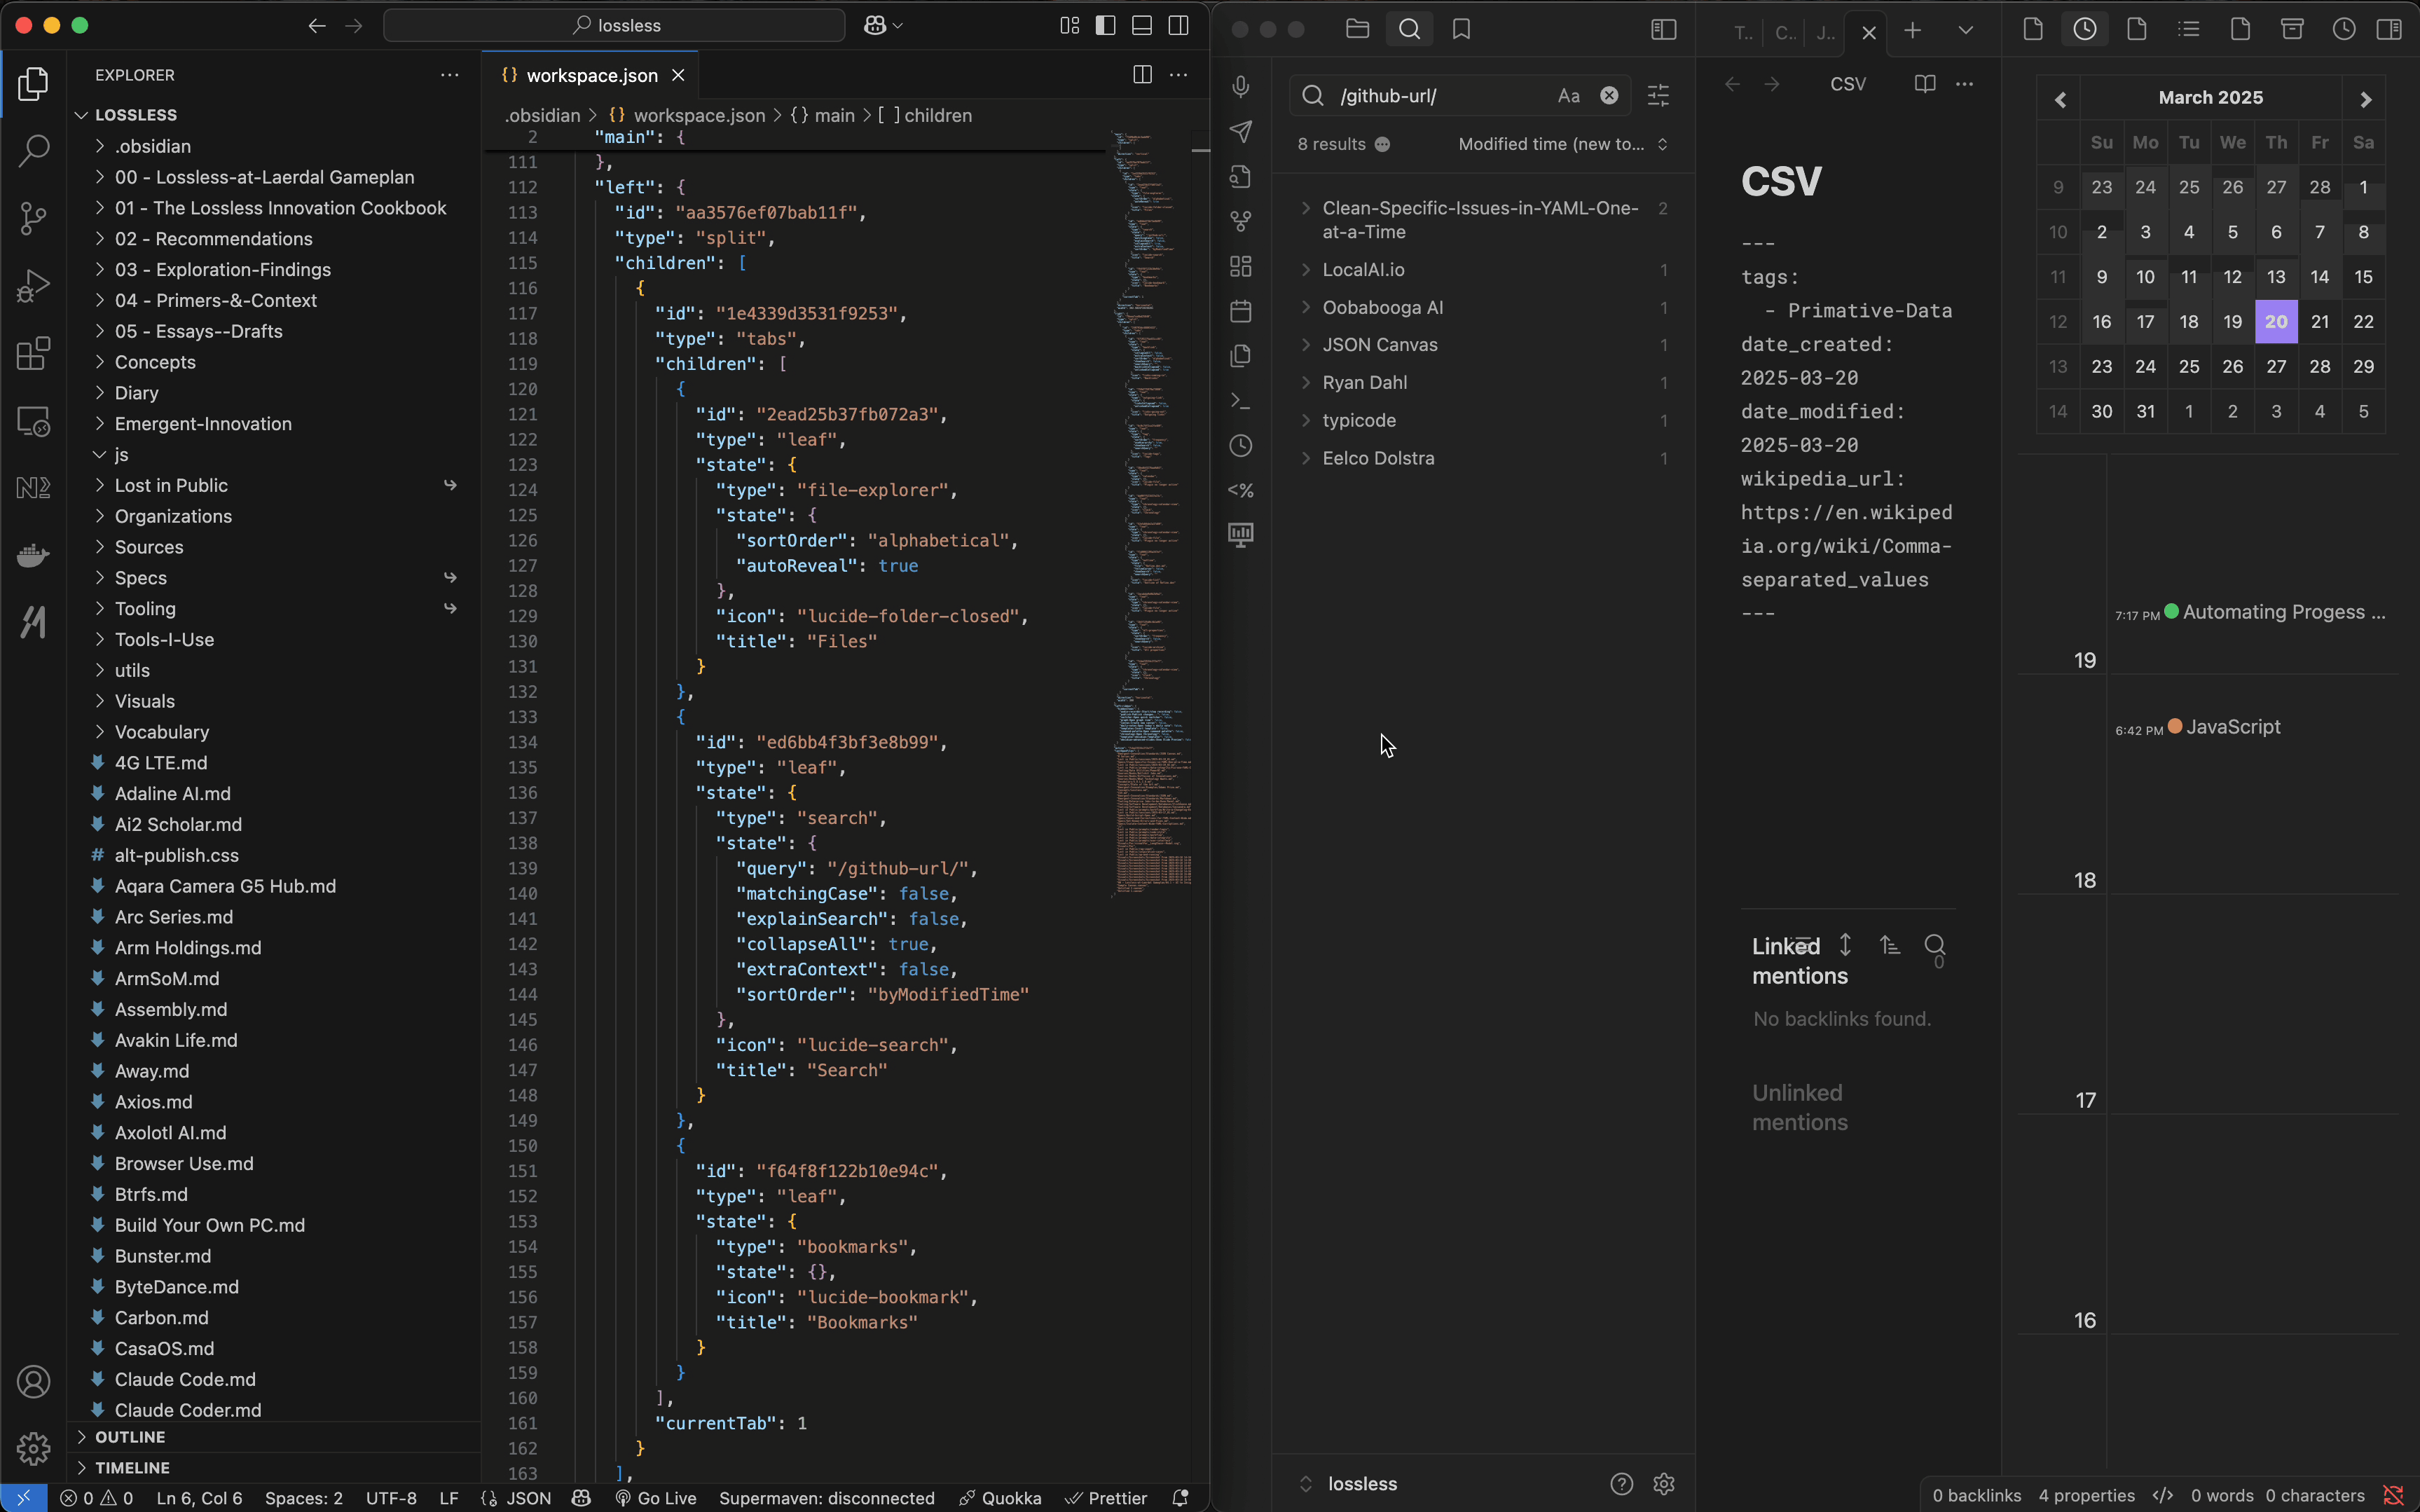 lossless
EXPLORER
LOSSLESS
.obsidian
00 - Lossless-at-Laerdal Gameplan
01 - The Lossless Innovation Cookbook
02 - Recommendations
03 - Exploration-Findings
04 - Primers-&-Context
05 - Essays--Drafts
Concepts
Diary
Emergent-Innovation
js
Lost in Public
Organizations
Sources
Specs
Tooling
Tools-I-Use
utils
Visuals
Vocabulary
4G LTE.md
Adaline AI.md
Ai2 Scholar.md
# alt-publish.css
Aqara Camera G5 Hub.md
Arc Series.md
Arm Holdings.md
ArmSoM.md
Assembly.md
Avakin Life.md
Away.md
Axios.md
Axolotl AI.md
Browser Use.md
Btrfs.md
Build Your Own PC.md
Bunster.md
ByteDance.md
Carbon.md
CasaOS.md
Claude Code.md
Claude Coder.md
OUTLINE
TIMELINE
{} workspace.json
.obsidian > {} workspace.json > {} main > [ ] children
2 "main": {
111 },
112 "left": {
113 "id": "aa3576ef07bab11f",
114 "type": "split",
115 "children": [
116 {
117 "id": "1e4339d3531f9253",
118 "type": "tabs",
119 "children": [
120 {
121 "id": "2ead25b37fb072a3",
122 "type": "leaf",
123 "state": {
124 "type": "file-explorer",
125 "state": {
126 "sortOrder": "alphabetical",
127 "autoReveal": true
128 },
129 "icon": "lucide-folder-closed",
130 "title": "Files"
131 }
132 },
133 {
134 "id": "ed6bb4f3bf3e8b99",
135 "type": "leaf",
136 "state": {
137 "type": "search",
138 "state": {
139 "query": "/github-url/",
140 "matchingCase": false,
141 "explainSearch": false,
142 "collapseAll": true,
143 "extraContext": false,
144 "sortOrder": "byModifiedTime"
145 },
146 "icon": "lucide-search",
147 "title": "Search"
148 }
149 },
150 {
151 "id": "f64f8f122b10e94c",
152 "type": "leaf",
153 "state": {
154 "type": "bookmarks",
155 "state": {},
156 "icon": "lucide-bookmark",
157 "title": "Bookmarks"
158 }
159 }
160 ],
161 "currentTab": 1
162 }
163 ],
0 0 Ln 6, Col 6 Spaces: 2 UTF-8 LF JSON Go Live Supermaven: disconnected Quokka Prettier
/github-url/ Aa
8 results Modified time (new to...
Clean-Specific-Issues-in-YAML-One- 2
at-a-Time
LocalAI.io 1
Oobabooga AI 1
JSON Canvas 1
Ryan Dahl 1
typicode 1
Eelco Dolstra 1
lossless
T.. C.. J..
CSV
CSV
---
tags:
- Primative-Data
date_created:
2025-03-20
date_modified:
2025-03-20
wikipedia_url:
https://en.wikiped
ia.org/wiki/Comma-
separated_values
---
Linked
mentions
0
No backlinks found.
Unlinked
mentions
March 2025
Su Mo Tu We Th Fr Sa
9 23 24 25 26 27 28 1
10 2 3 4 5 6 7 8
11 9 10 11 12 13 14 15
12 16 17 18 19 20 21 22
13 23 24 25 26 27 28 29
14 30 31 1 2 3 4 5
7:17 PM Automating Progess ...
19
6:42 PM JavaScript
18
17
16
0 backlinks 4 properties 0 words 0 characters